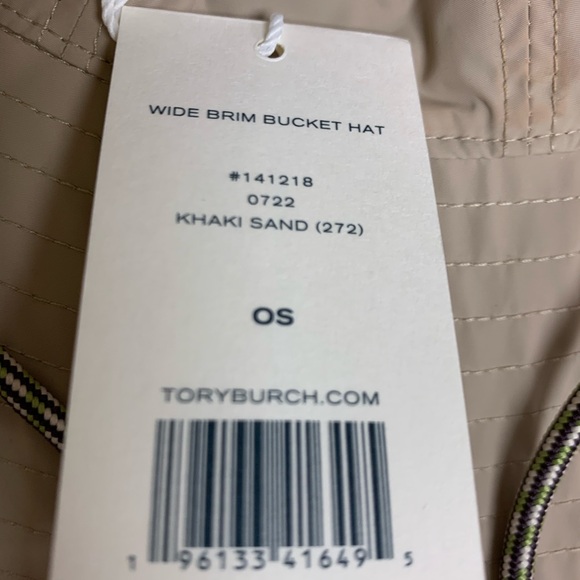 WIDE BRIM BUCKET HAT
#141218
0722
KHAKI SAND (272)
OS
TORYBURCH.COM
1 96133 41649 5